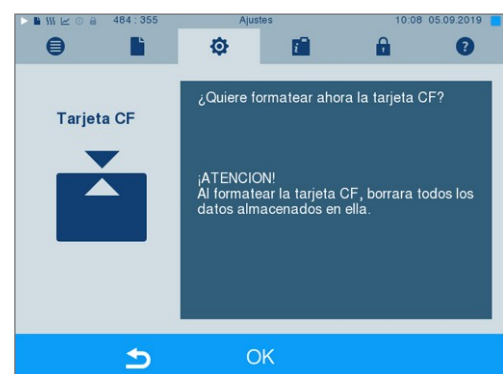 484 : 355
Ajustes
10:08 05.09.2019
Tarjeta CF
¿Quiere formatear ahora la tarjeta CF?
¡ATENCION!
Al formatear la tarjeta CF, borrara todos los
datos almacenados en ella.
OK